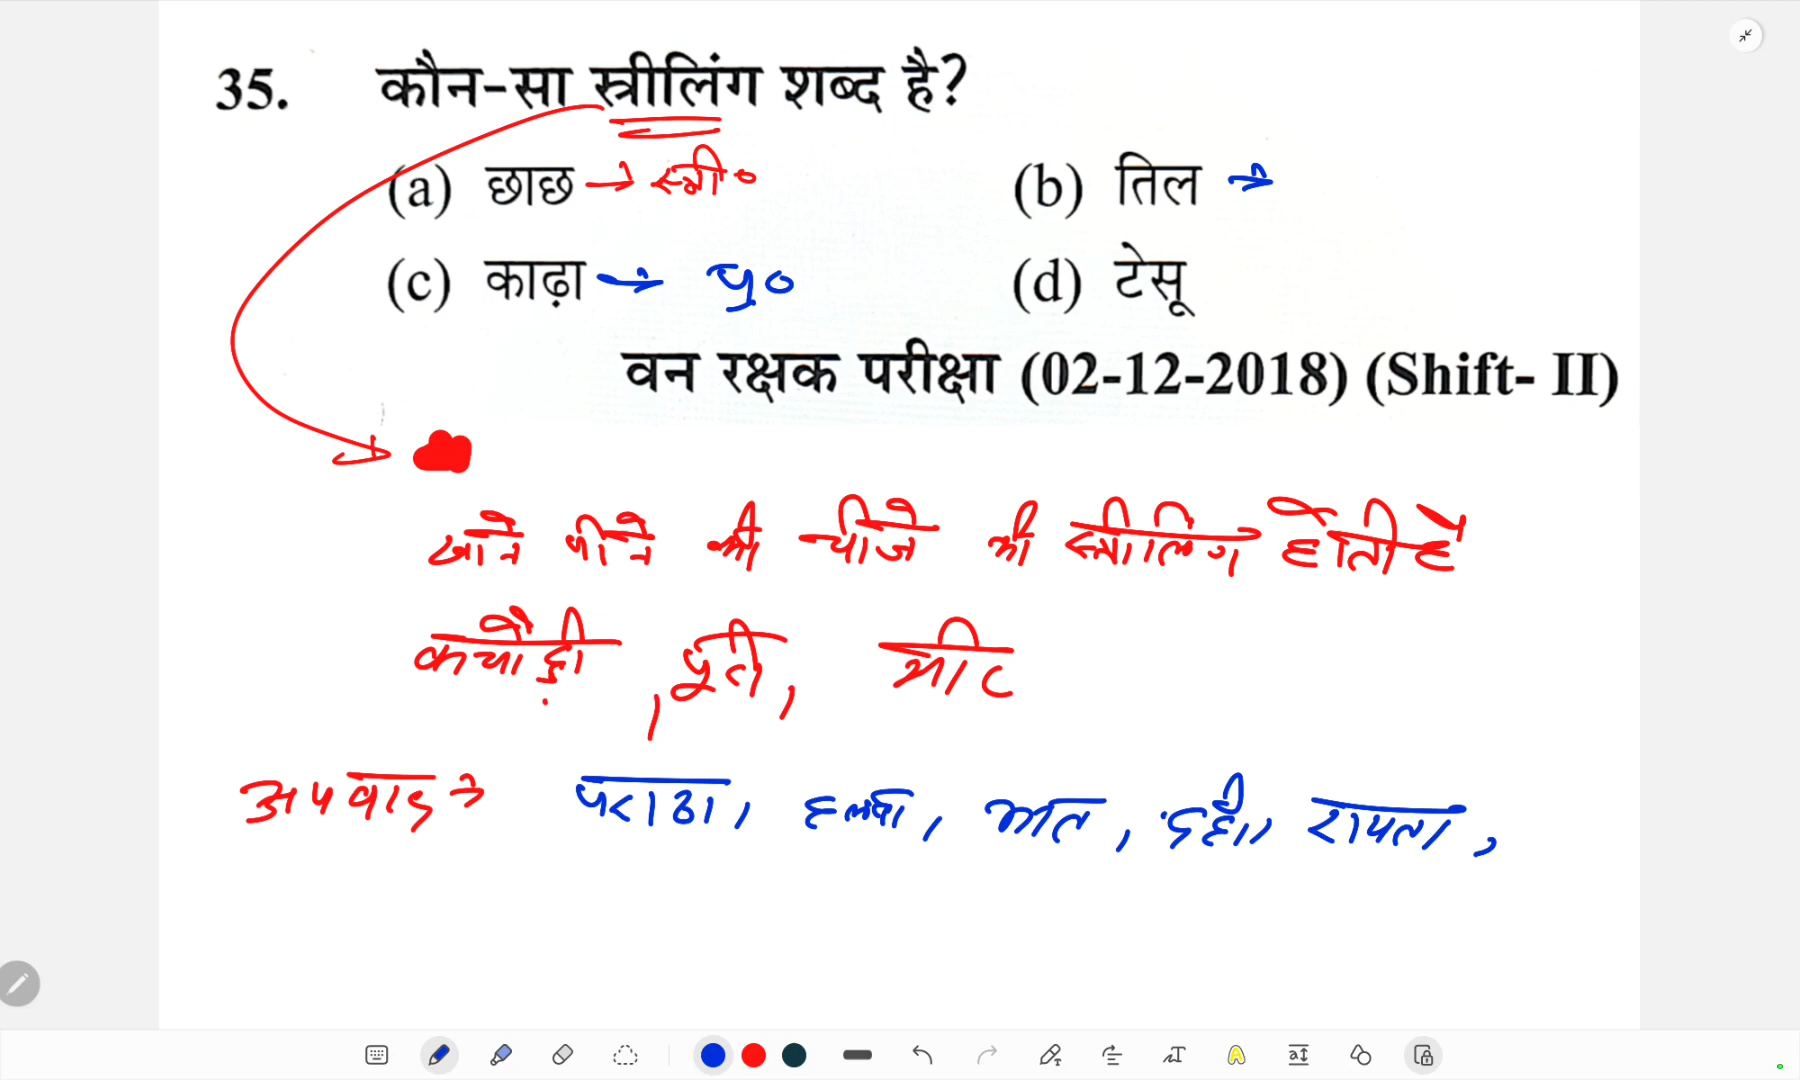 35. कौन-सा स्त्रीलिंग शब्द है?
(a) छाछ → स्त्री० (b) तिल →
(c) काढ़ा → पु० (d) टेसू
वन रक्षक परीक्षा (02-12-2018) (Shift- II)
खाने पीने की चीजे की स्त्रीलिंग होती है
कचौड़ी, पुरी,
अपवाद → पराठा, हलवा, भात, दही, रायता,